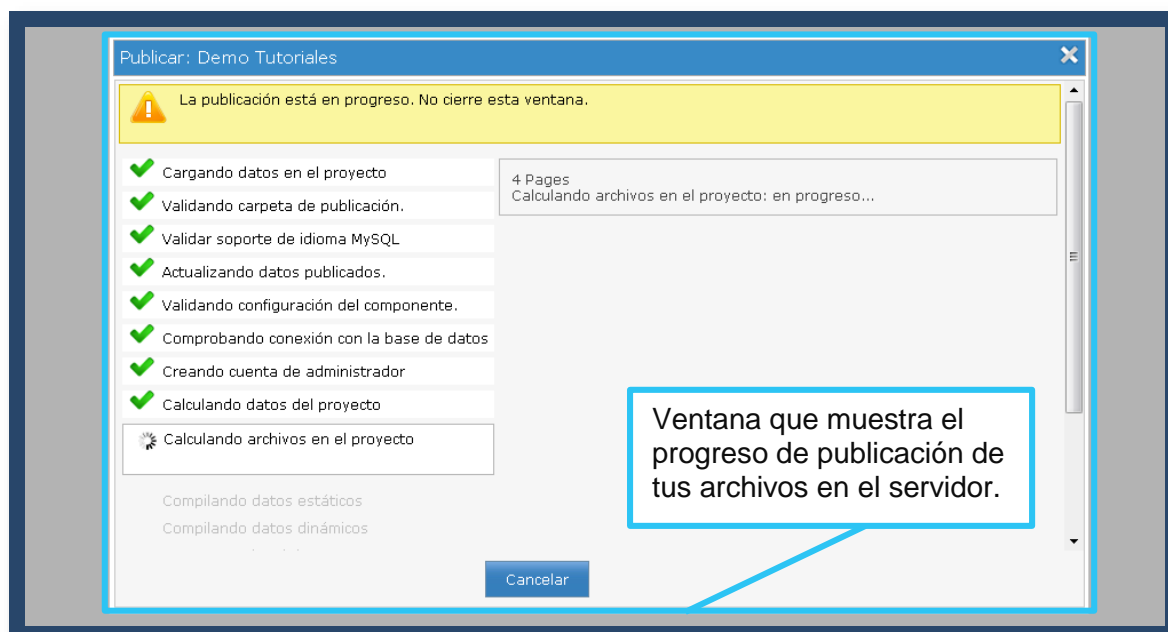 Publicar: Demo Tutoriales
La publicación está en progreso. No cierre esta ventana.
Cargando datos en el proyecto
Validando carpeta de publicación.
Validar soporte de idioma MySQL
Actualizando datos publicados.
Validando configuración del componente.
Comprobando conexión con la base de datos
Creando cuenta de administrador
Calculando datos del proyecto
Calculando archivos en el proyecto
Compilando datos estáticos
Compilando datos dinámicos
4 Pages
Calculando archivos en el proyecto: en progreso...
Ventana que muestra el
progreso de publicación de
tus archivos en el servidor.
Cancelar